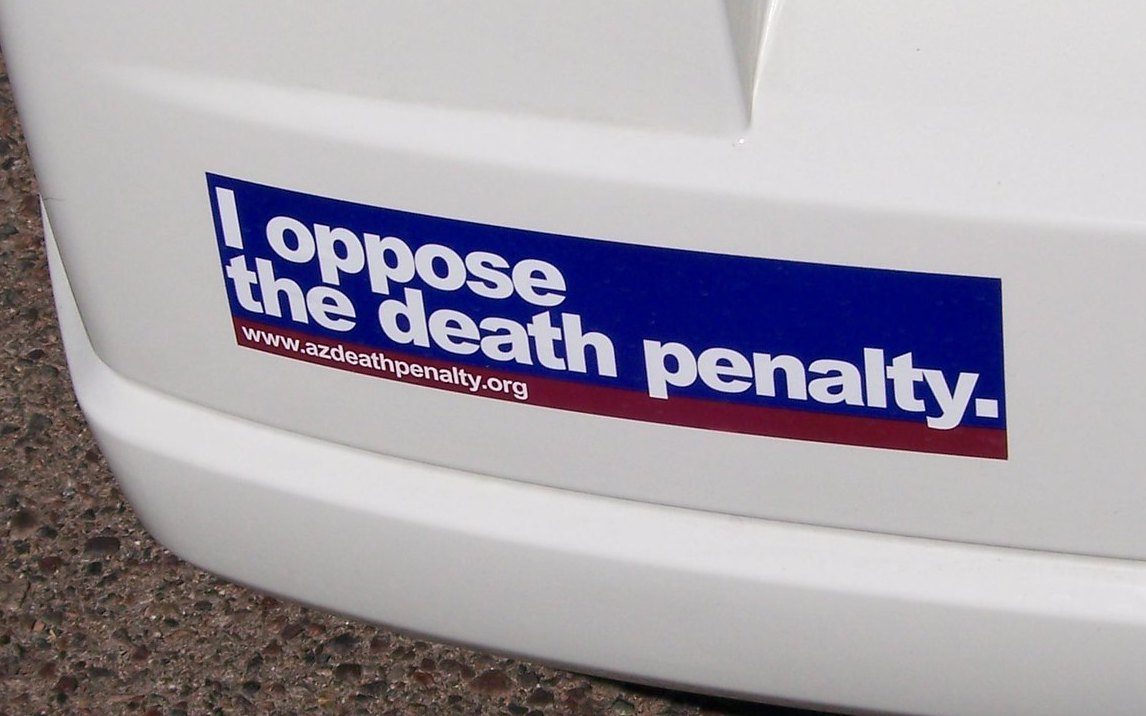 I oppose
the death penalty.
www.azdeathpenalty.org